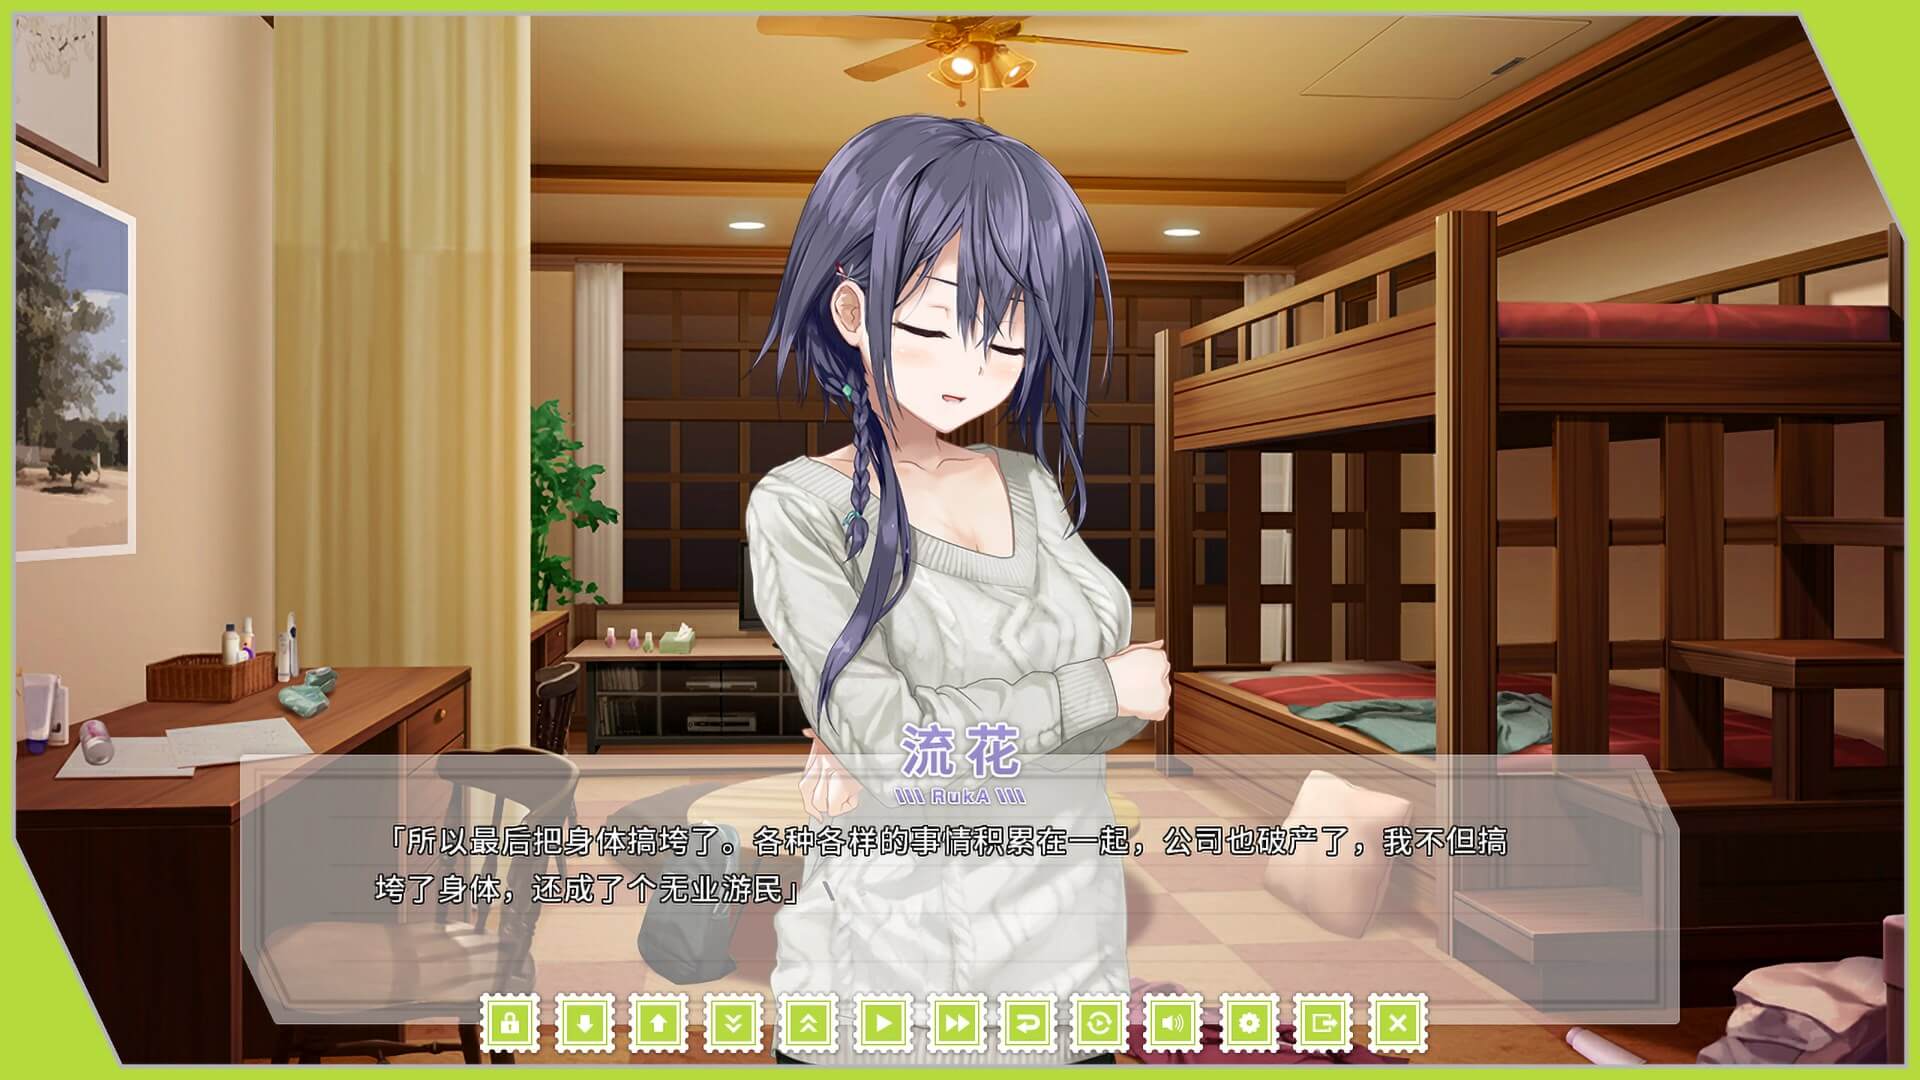 流花
RukA
「所以最后把身体搞垮了。各种各样的事情积累在一起，公司也破产了，我不但搞
垮了身体，还成了个无业游民」